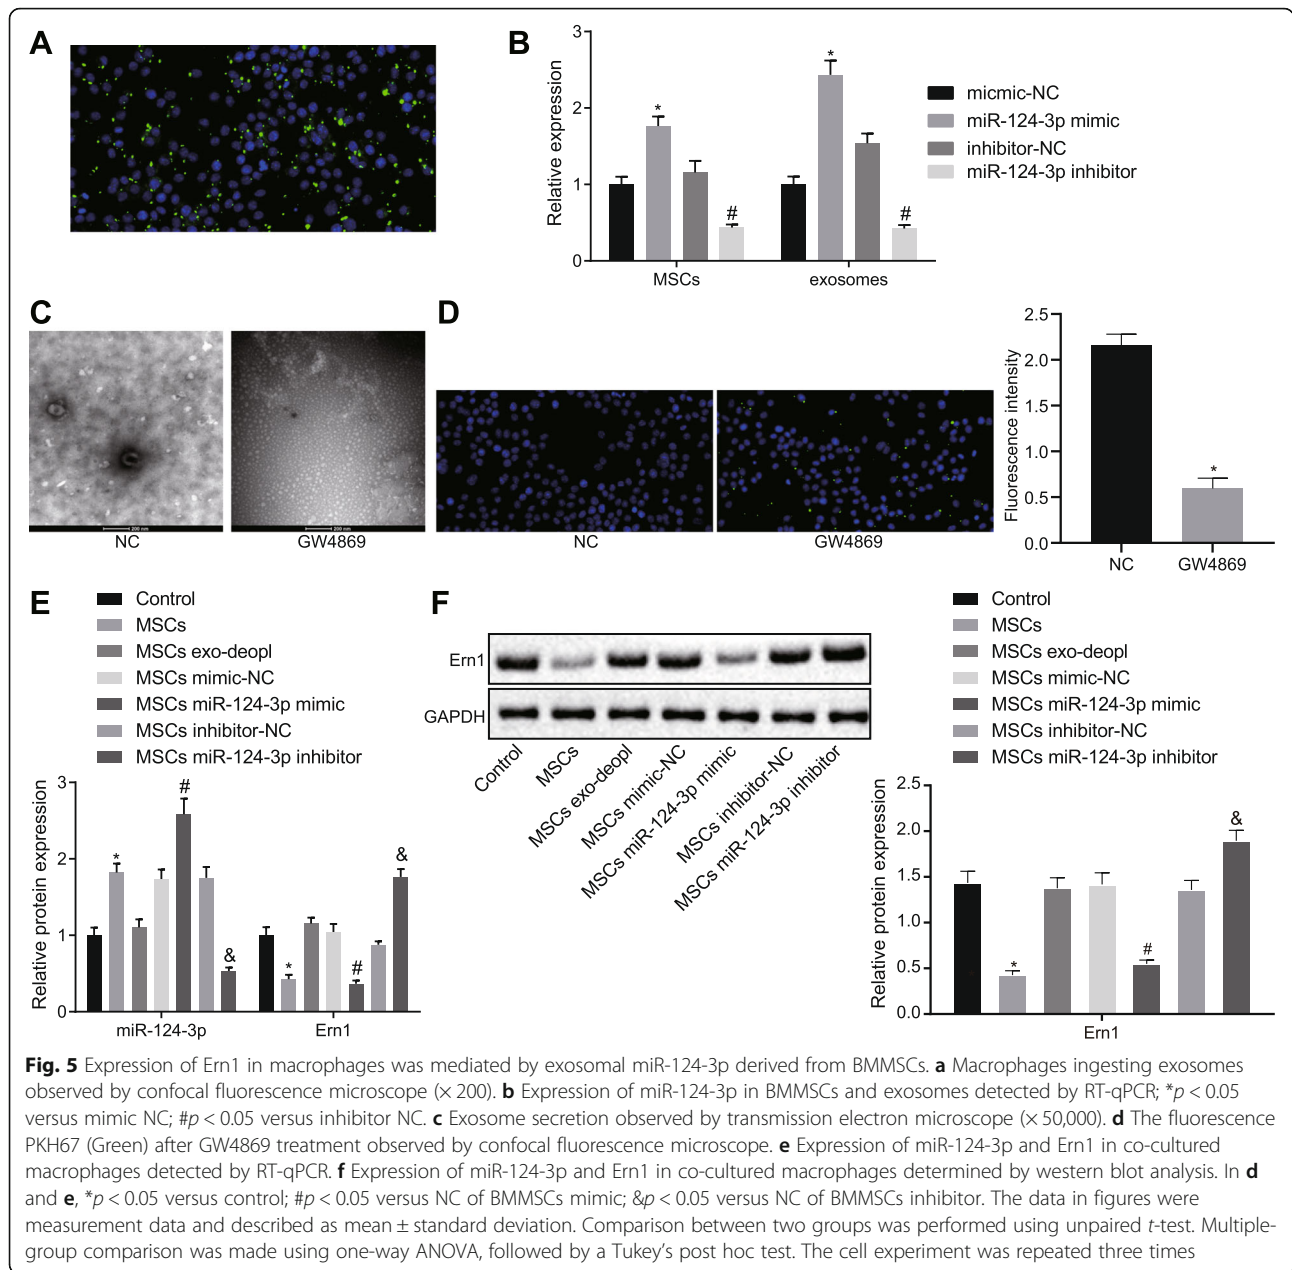 A
B
Relative expression
3
2
1
0
*
#
*
#
MSCs
exosomes
micmic-NC
miR-124-3p mimic
inhibitor-NC
miR-124-3p inhibitor
C
200 nm
NC
200 nm
GW4869
D
NC
GW4869
Fluorescence intensity
2.5
2.0
1.5
1.0
0.5
0.0
*
NC
GW4869
E
Control
MSCs
MSCs exo-deopl
MSCs mimic-NC
MSCs miR-124-3p mimic
MSCs inhibitor-NC
MSCs miR-124-3p inhibitor
Relative protein expression
3
2
1
0
*
#
&
*
#
&
miR-124-3p
Ern1
F
Ern1
GAPDH
Control
MSCs
MSCs exo-deopl
MSCs mimic-NC
MSCs miR-124-3p mimic
MSCs inhibitor-NC
MSCs miR-124-3p inhibitor
Control
MSCs
MSCs exo-deopl
MSCs mimic-NC
MSCs miR-124-3p mimic
MSCs inhibitor-NC
MSCs miR-124-3p inhibitor
Relative protein expression
2.5
2.0
1.5
1.0
0.5
0.0
*
#
&
Ern1
Fig. 5 Expression of Ern1 in macrophages was mediated by exosomal miR-124-3p derived from BMMSCs. a Macrophages ingesting exosomes
observed by confocal fluorescence microscope (× 200). b Expression of miR-124-3p in BMMSCs and exosomes detected by RT-qPCR; *p < 0.05
versus mimic NC; #p < 0.05 versus inhibitor NC. c Exosome secretion observed by transmission electron microscope (× 50,000). d The fluorescence
PKH67 (Green) after GW4869 treatment observed by confocal fluorescence microscope. e Expression of miR-124-3p and Ern1 in co-cultured
macrophages detected by RT-qPCR. f Expression of miR-124-3p and Ern1 in co-cultured macrophages determined by western blot analysis. In d
and e, *p < 0.05 versus control; #p < 0.05 versus NC of BMMSCs mimic; &p < 0.05 versus NC of BMMSCs inhibitor. The data in figures were
measurement data and described as mean ± standard deviation. Comparison between two groups was performed using unpaired t-test. Multiple-
group comparison was made using one-way ANOVA, followed by a Tukey's post hoc test. The cell experiment was repeated three times